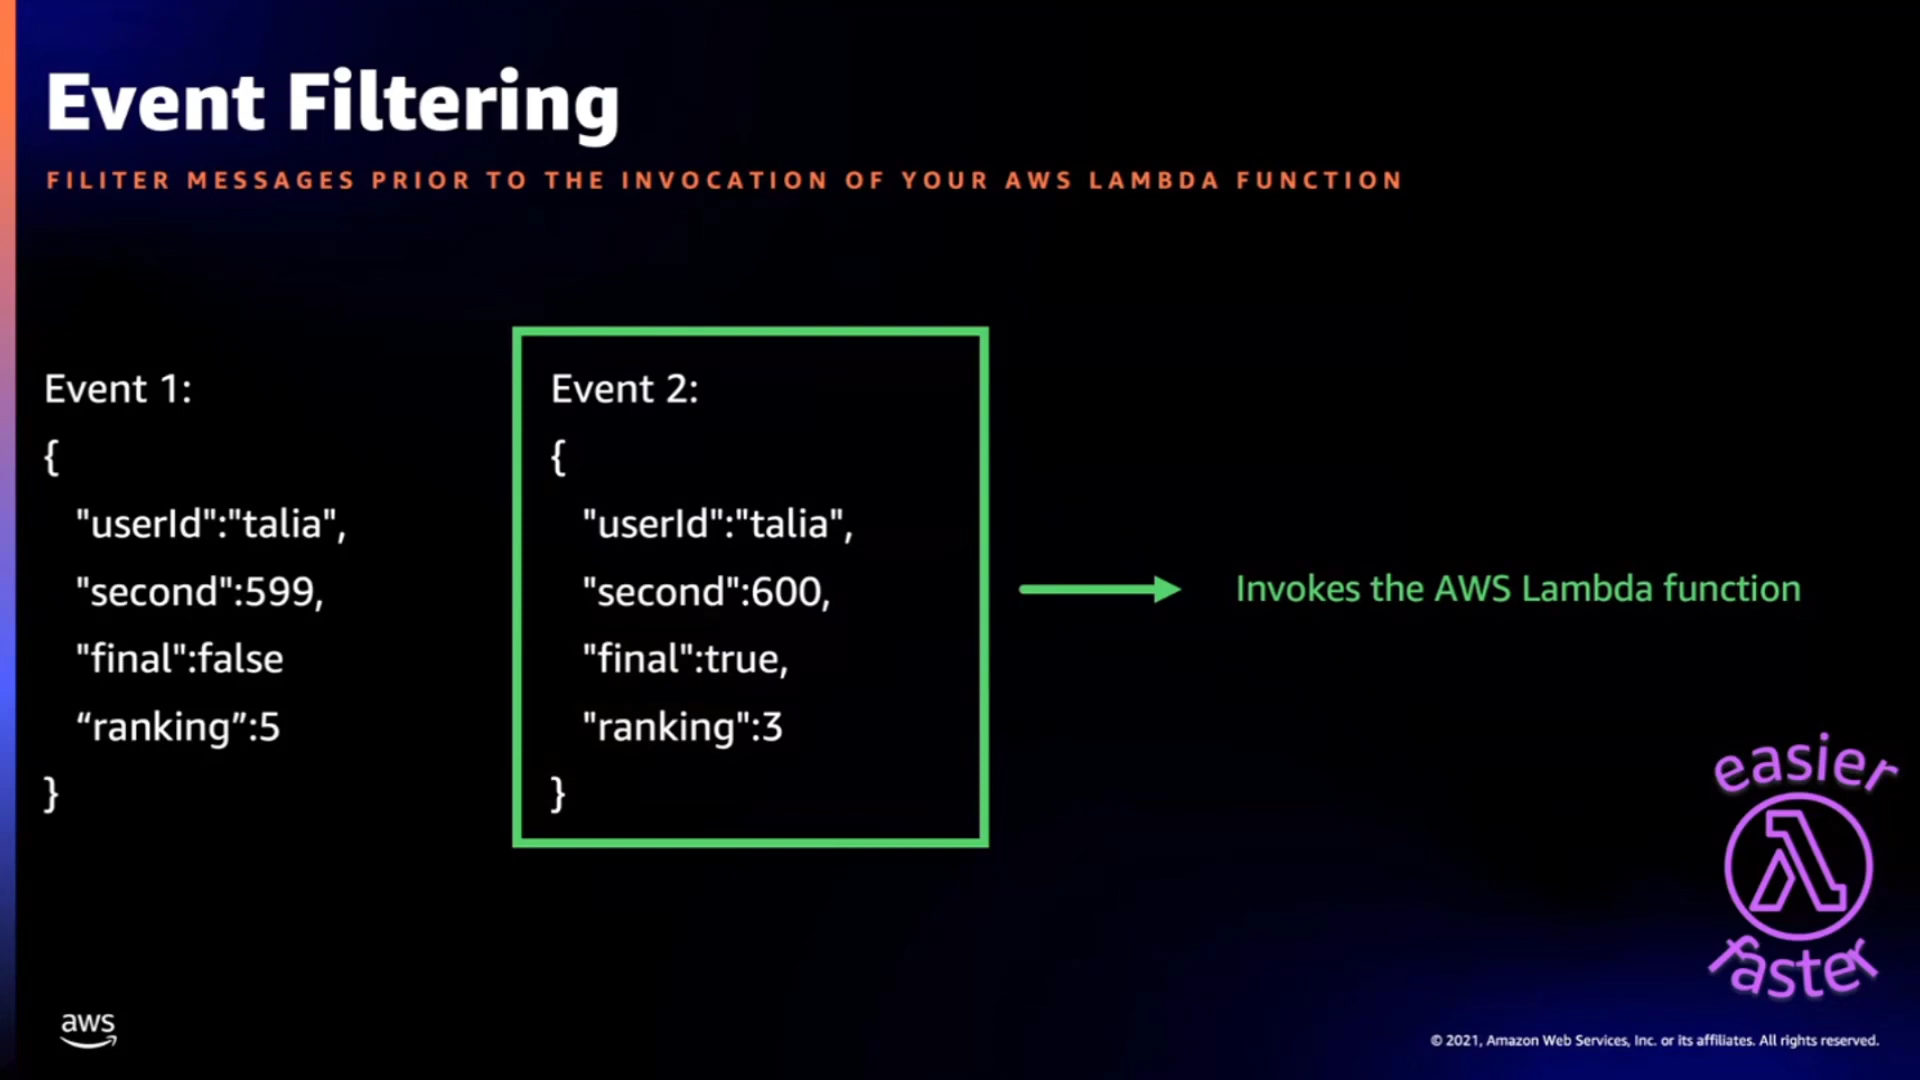 Event Filtering
FILITER MESSAGES PRIOR TO THE INVOCATION OF YOUR AWS LAMBDA FUNCTION
Event 1:
{
"userId":"talia",
"second":599,
"final":false
“ranking”:5
}
Event 2:
{
"userId":"talia",
"second":600,
"final":true,
"ranking":3
}
Invokes the AWS Lambda function
easier
faster
aws
© 2021, Amazon Web Services, Inc. or its affiliates. All rights reserved.